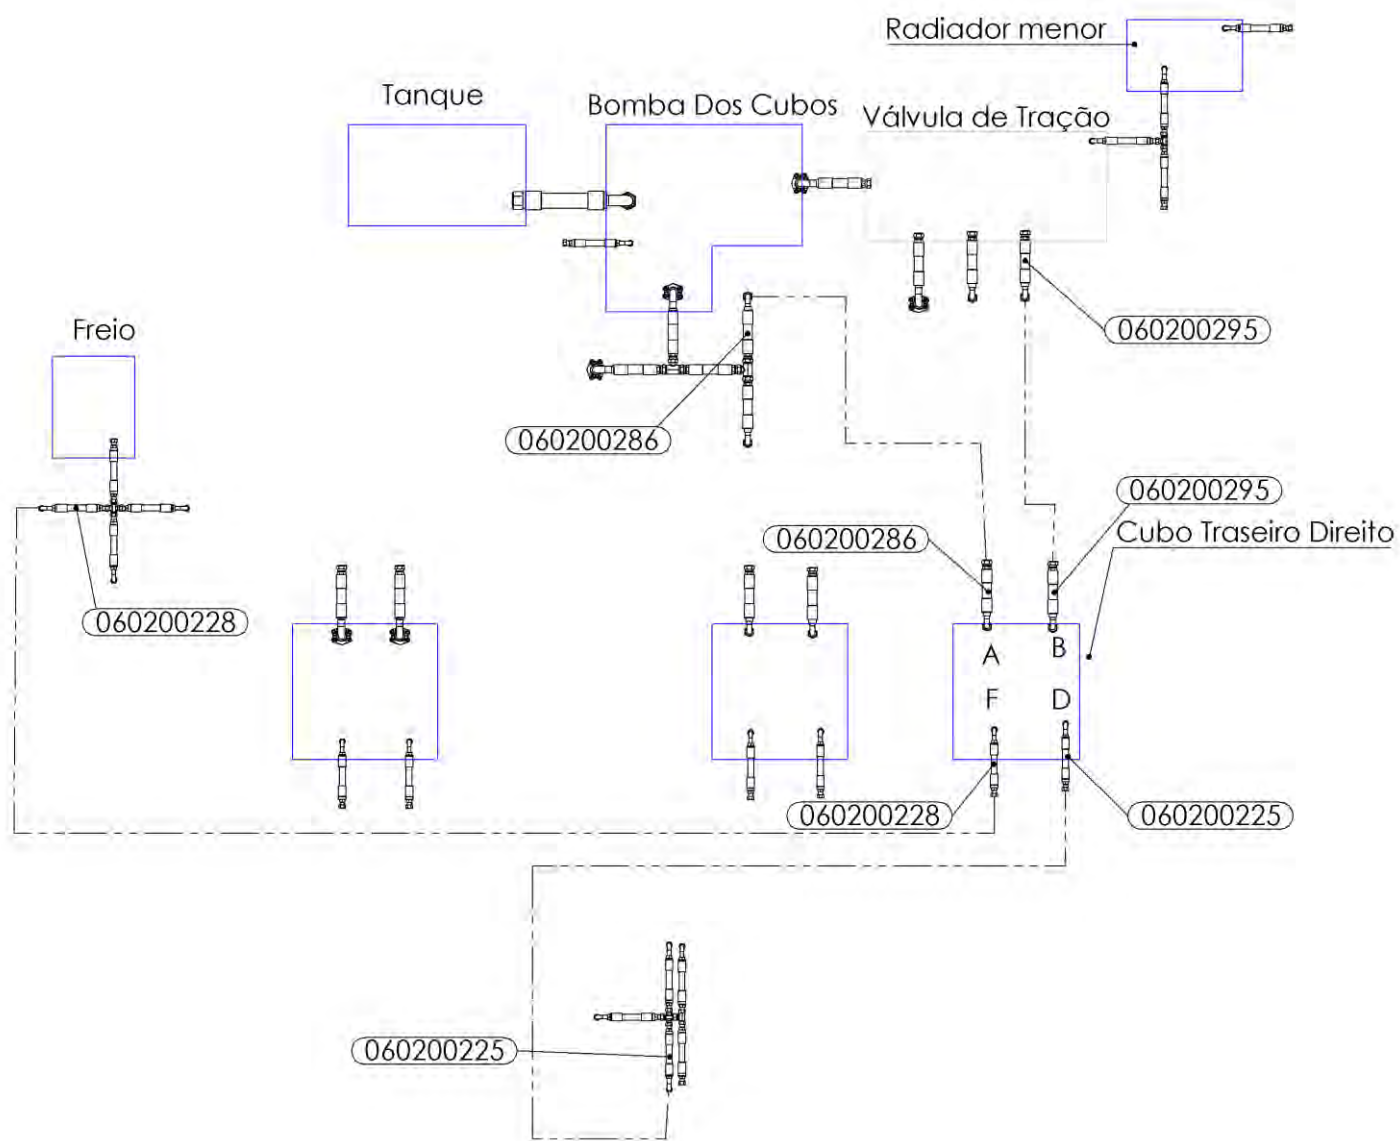 Radiador menor
Tanque
Bomba Dos Cubos
Válvula de Tração
Freio
060200295
060200286
060200295
060200286
Cubo Traseiro Direito
060200228
A B
F D
060200228
060200225
060200225